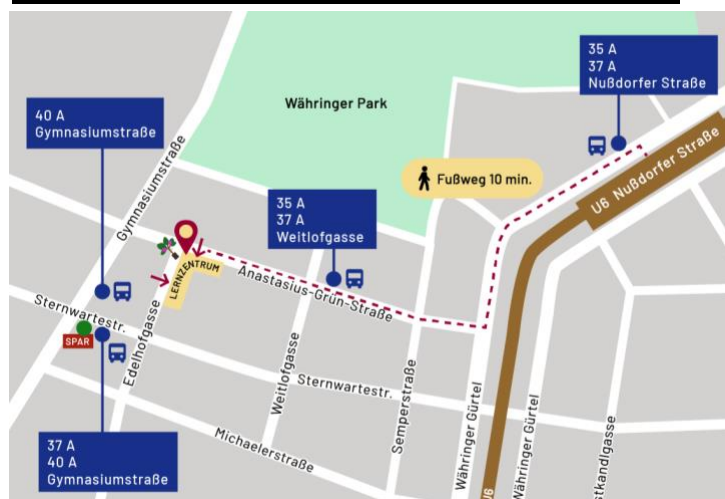 35 A
37 A
Nußdorfer Straße
40 A
Gymnasiumstraße
Währinger Park
Gymnasiumstraße
Fußweg 10 min.
U6 Nußdorfer Straße
35 A
37 A
Weitlofgasse
LERNZENTRUM
Anastasius-Grün-Straße
Sternwartestr.
SPAR
Edelhofgasse
Weitlofgasse
Sternwartestr.
Semperstraße
Währinger Gürtel
Währinger Gürtel
Michaelerstraße
37 A
40 A
Gymnasiumstraße
U6